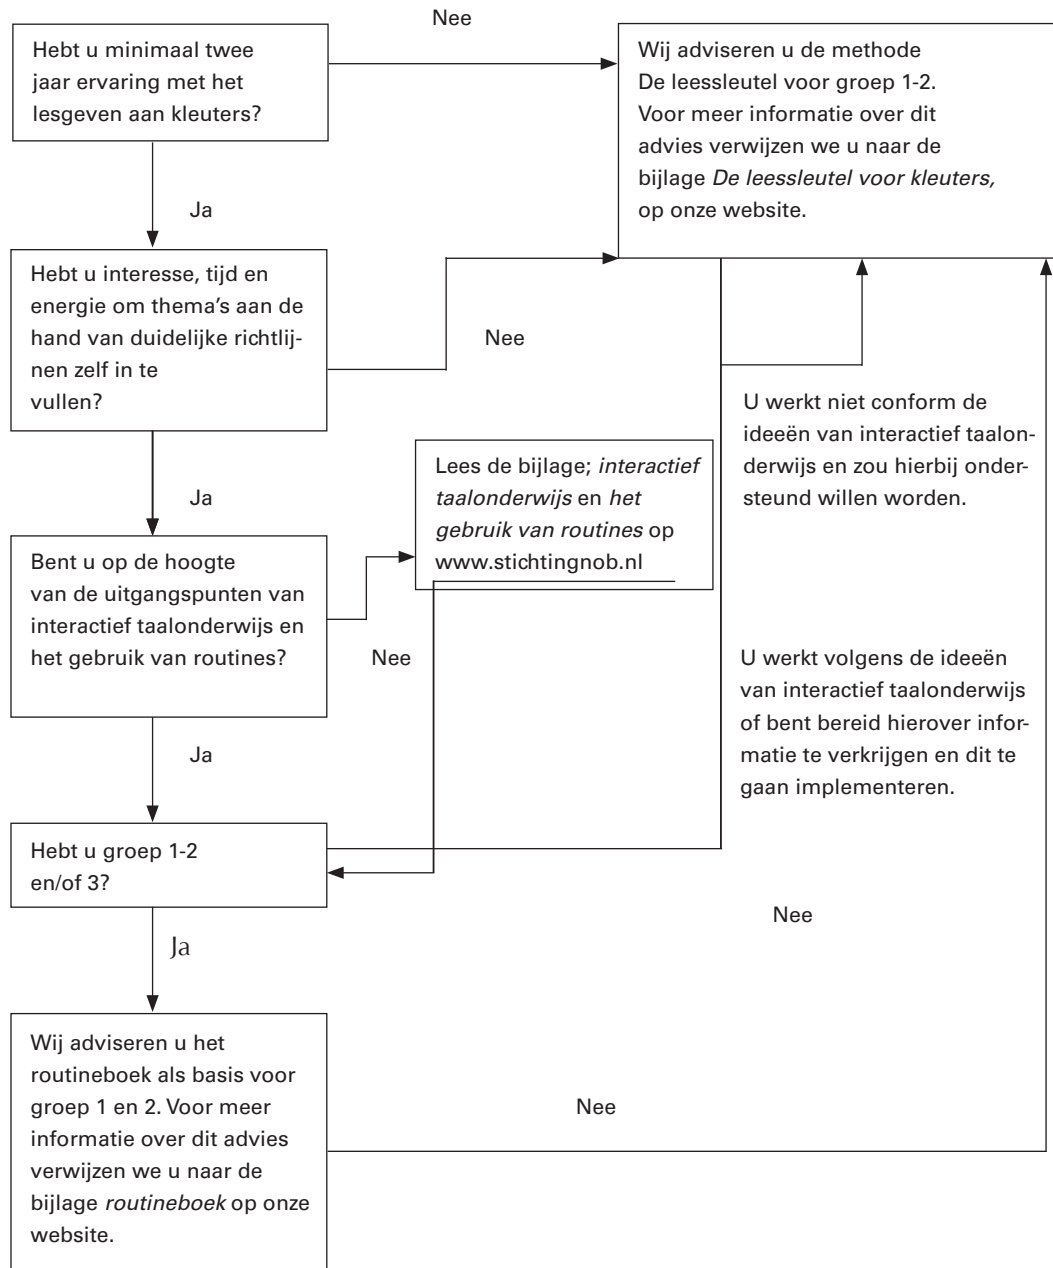 Nee
Hebt u minimaal twee
jaar ervaring met het
lesgeven aan kleuters?
Wij adviseren u de methode
De leessleutel voor groep 1-2.
Voor meer informatie over dit
advies verwijzen we u naar de
bijlage De leessleutel voor kleuters,
op onze website.
Ja
Hebt u interesse, tijd en
energie om thema's aan de
hand van duidelijke richtlij-
nen zelf in te
vullen?
Nee
U werkt niet conform de
ideeën van interactief taalon-
derwijs en zou hierbij onder-
steund willen worden.
Lees de bijlage; interactief
taalonderwijs en het
gebruik van routines op
www.stichtingnob.nl
Ja
Bent u op de hoogte
van de uitgangspunten van
interactief taalonderwijs en
het gebruik van routines?
Nee
U werkt volgens de ideeën
van interactief taalonderwijs
of bent bereid hierover infor-
matie te verkrijgen en dit te
gaan implementeren.
Ja
Hebt u groep 1-2
en/of 3?
Nee
Ja
Wij adviseren u het
routineboek als basis voor
groep 1 en 2. Voor meer
informatie over dit advies
verwijzen we u naar de
bijlage routineboek op onze
website.
Nee